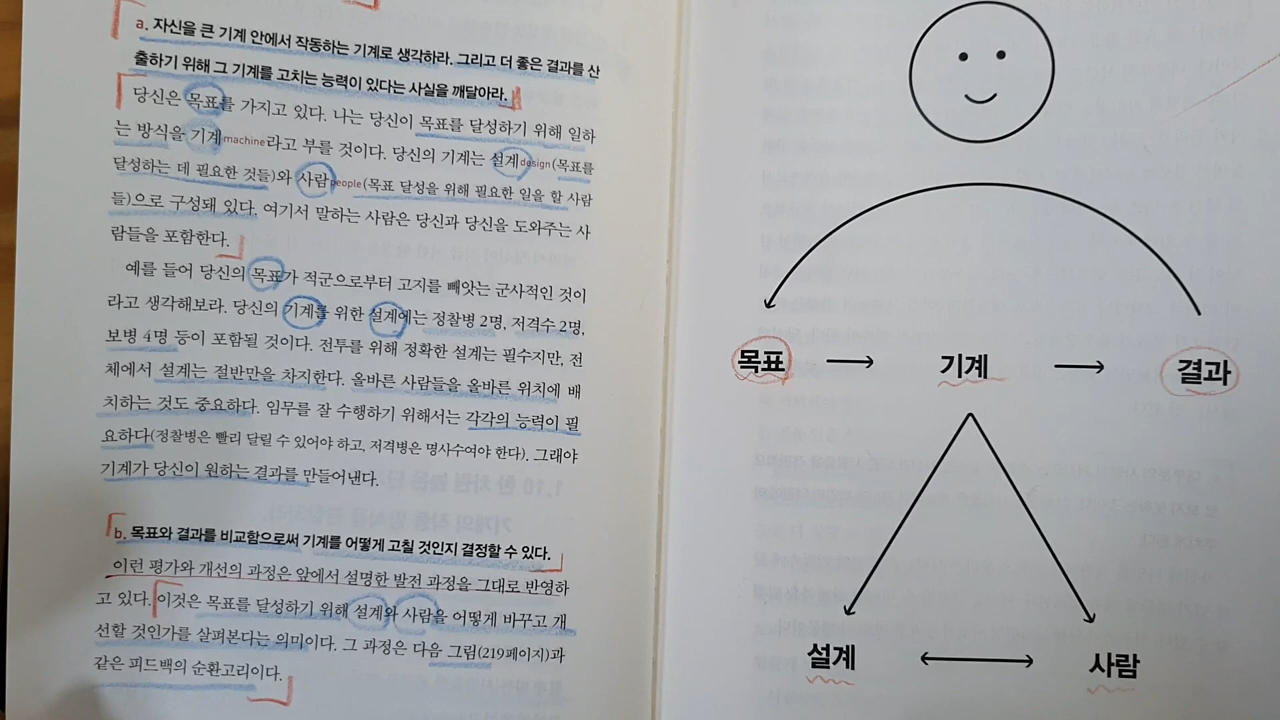 a. 자신을 큰 기계 안에서 작동하는 기계로 생각하라. 그리고 더 좋은 결과를 산
출하기 위해 그 기계를 고치는 능력이 있다는 사실을 깨달아라.
당신은 목표를 가지고 있다. 나는 당신이 목표를 달성하기 위해 일하
는 방식을 기계machine라고 부를 것이다. 당신의 기계는 설계design(목표를
달성하는 데 필요한 것들)와 사람people(목표 달성을 위해 필요한 일을 할 사람
들)으로 구성돼 있다. 여기서 말하는 사람은 당신과 당신을 도와주는 사
람들을 포함한다.
예를 들어 당신의 목표가 적군으로부터 고지를 빼앗는 군사적인 것이
라고 생각해보라. 당신의 기계를 위한 설계에는 정찰병 2명, 저격수 2명,
보병 4명 등이 포함될 것이다. 전투를 위해 정확한 설계는 필수지만, 전
체에서 설계는 절반만을 차지한다. 올바른 사람들을 올바른 위치에 배
치하는 것도 중요하다. 임무를 잘 수행하기 위해서는 각각의 능력이 필
요하다(정찰병은 빨리 달릴 수 있어야 하고, 저격병은 명사수여야 한다). 그래야
기계가 당신이 원하는 결과를 만들어낸다.
b. 목표와 결과를 비교함으로써 기계를 어떻게 고칠 것인지 결정할 수 있다.
이런 평가와 개선의 과정은 앞에서 설명한 발전 과정을 그대로 반영하
고 있다. 이것은 목표를 달성하기 위해 설계와 사람을 어떻게 바꾸고 개
선할 것인가를 살펴본다는 의미이다. 그 과정은 다음 그림(219페이지)과
같은 피드백의 순환고리이다.
목표 → 기계 → 결과
설계 ↔ 사람